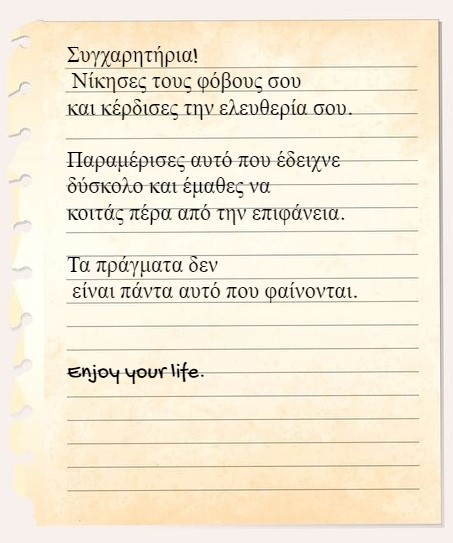 Συγχαρητήρια!
Νίκησες τους φόβους σου
και κέρδισες την ελευθερία σου.
Παραμέρισες αυτό που έδειχνε
δύσκολο και έμαθες να
κοιτάς πέρα από την επιφάνεια.
Τα πράγματα δεν
είναι πάντα αυτό που φαίνονται.
Enjoy your life.